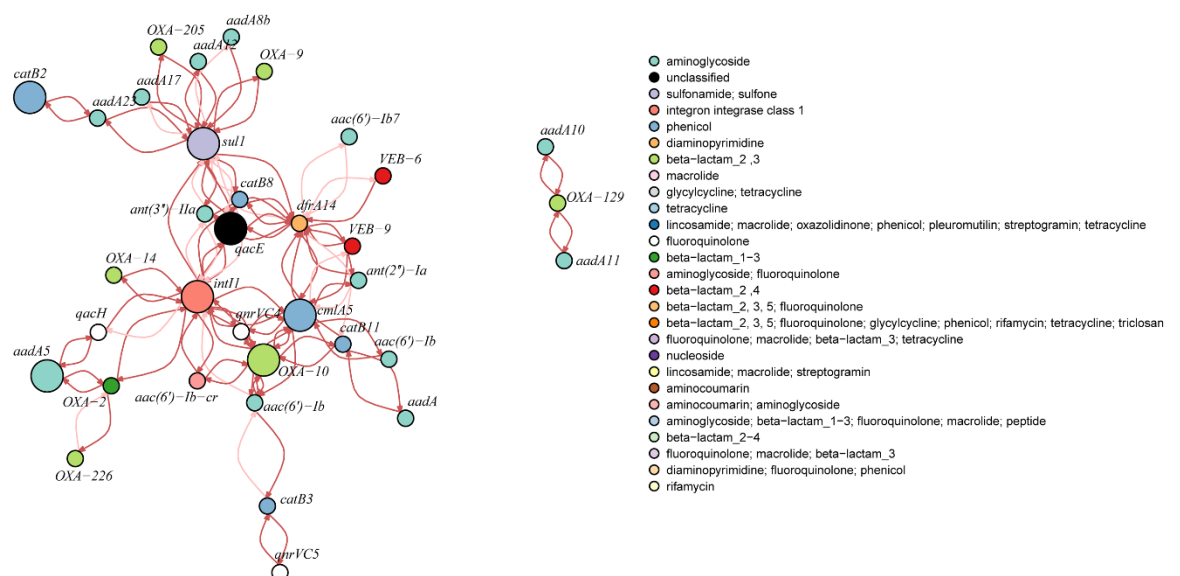 aadA8b
OXA−205
aadA12
OXA−9
catB2
aadA17
aadA23
sul1
aac(6')−Ib7
VEB−6
catB8
ant(3'')−IIa
dfrA14
qacE
VEB−9
OXA−14
ant(2'')−Ia
intI1
qacH
qnrVC4
cmlA5
catB11
aadA5
aac(6')−Ib
OXA−10
OXA−2
aac(6')−Ib−cr
aac(6')−Ib
aadA
OXA−226
catB3
qnrVC5
aadA10
OXA−129
aadA11
aminoglycoside
unclassified
sulfonamide; sulfone
integron integrase class 1
phenicol
diaminopyrimidine
beta−lactam_2 ,3
macrolide
glycylcycline; tetracycline
tetracycline
lincosamide; macrolide; oxazolidinone; phenicol; pleuromutilin; streptogramin; tetracycline
fluoroquinolone
beta−lactam_1−3
aminoglycoside; fluoroquinolone
beta−lactam_2 ,4
beta−lactam_2, 3, 5; fluoroquinolone
beta−lactam_2, 3, 5; fluoroquinolone; glycylcycline; phenicol; rifamycin; tetracycline; triclosan
fluoroquinolone; macrolide; beta−lactam_3; tetracycline
nucleoside
lincosamide; macrolide; streptogramin
aminocoumarin
aminocoumarin; aminoglycoside
aminoglycoside; beta−lactam_1−3; fluoroquinolone; macrolide; peptide
beta−lactam_2−4
fluoroquinolone; macrolide; beta−lactam_3
diaminopyrimidine; fluoroquinolone; phenicol
rifamycin